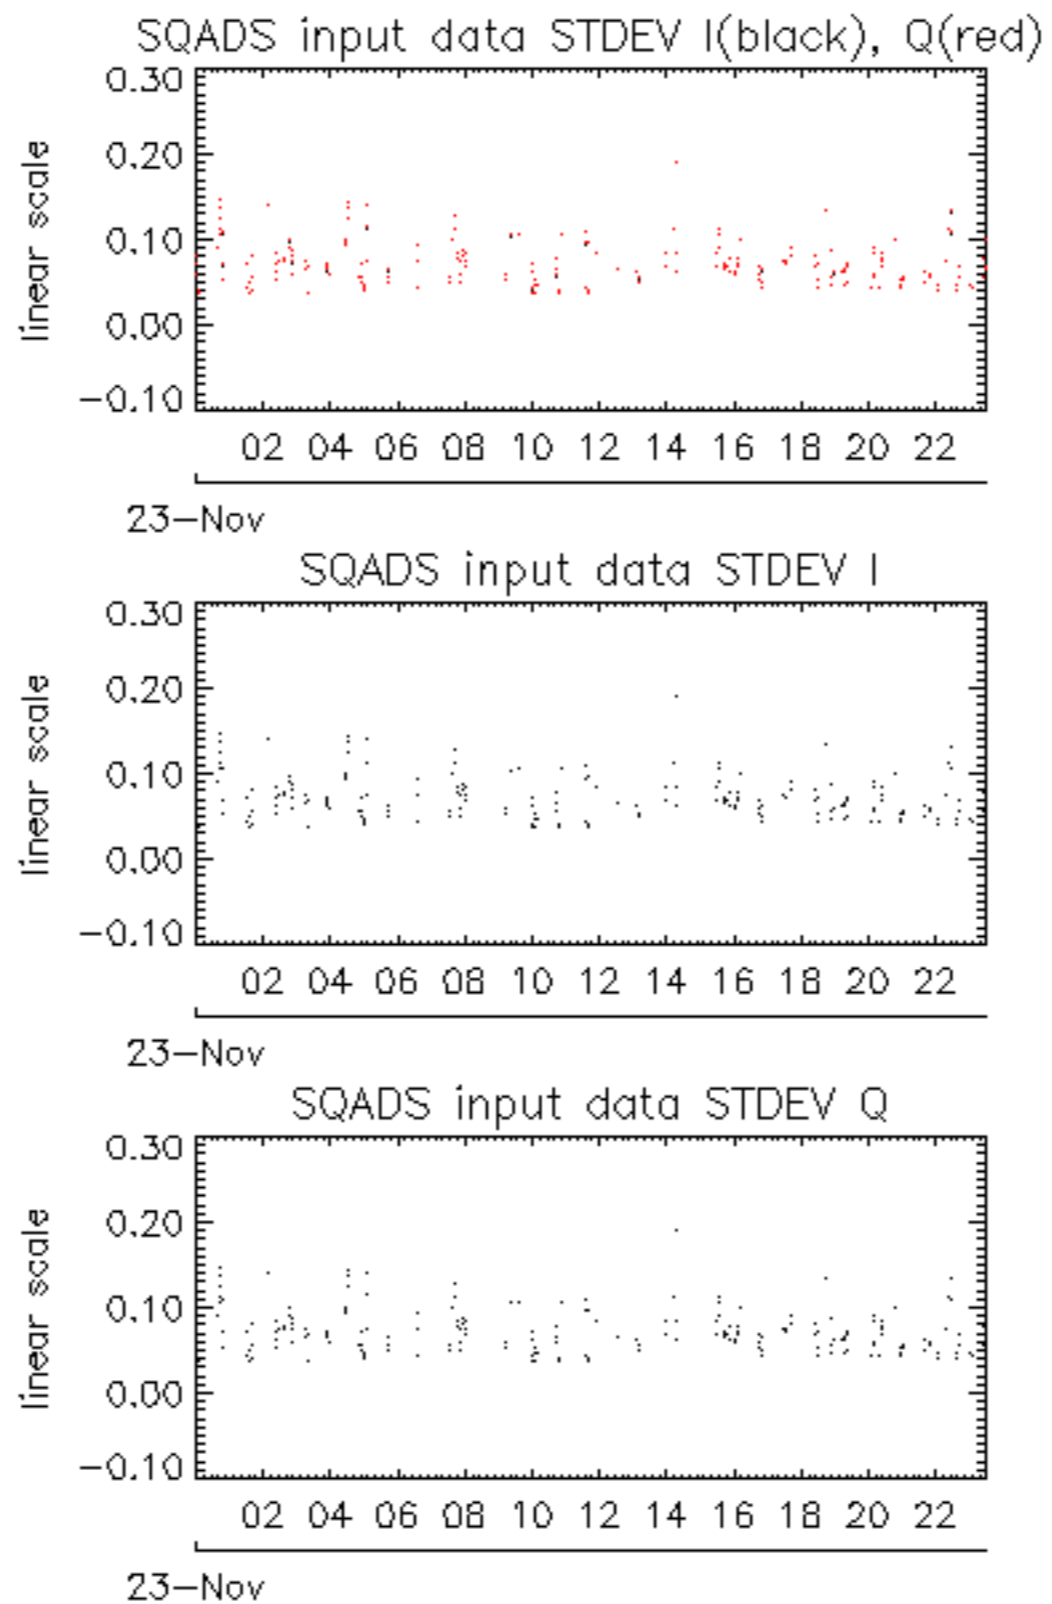 SQADS input data STDEV I(black), Q(red)
linear scale
0.30
0.20
0.10
0.00
−0.10
02 04 06 08 10 12 14 16 18 20 22
23−Nov
SQADS input data STDEV I
linear scale
0.30
0.20
0.10
0.00
−0.10
02 04 06 08 10 12 14 16 18 20 22
23−Nov
SQADS input data STDEV Q
linear scale
0.30
0.20
0.10
0.00
−0.10
02 04 06 08 10 12 14 16 18 20 22
23−Nov